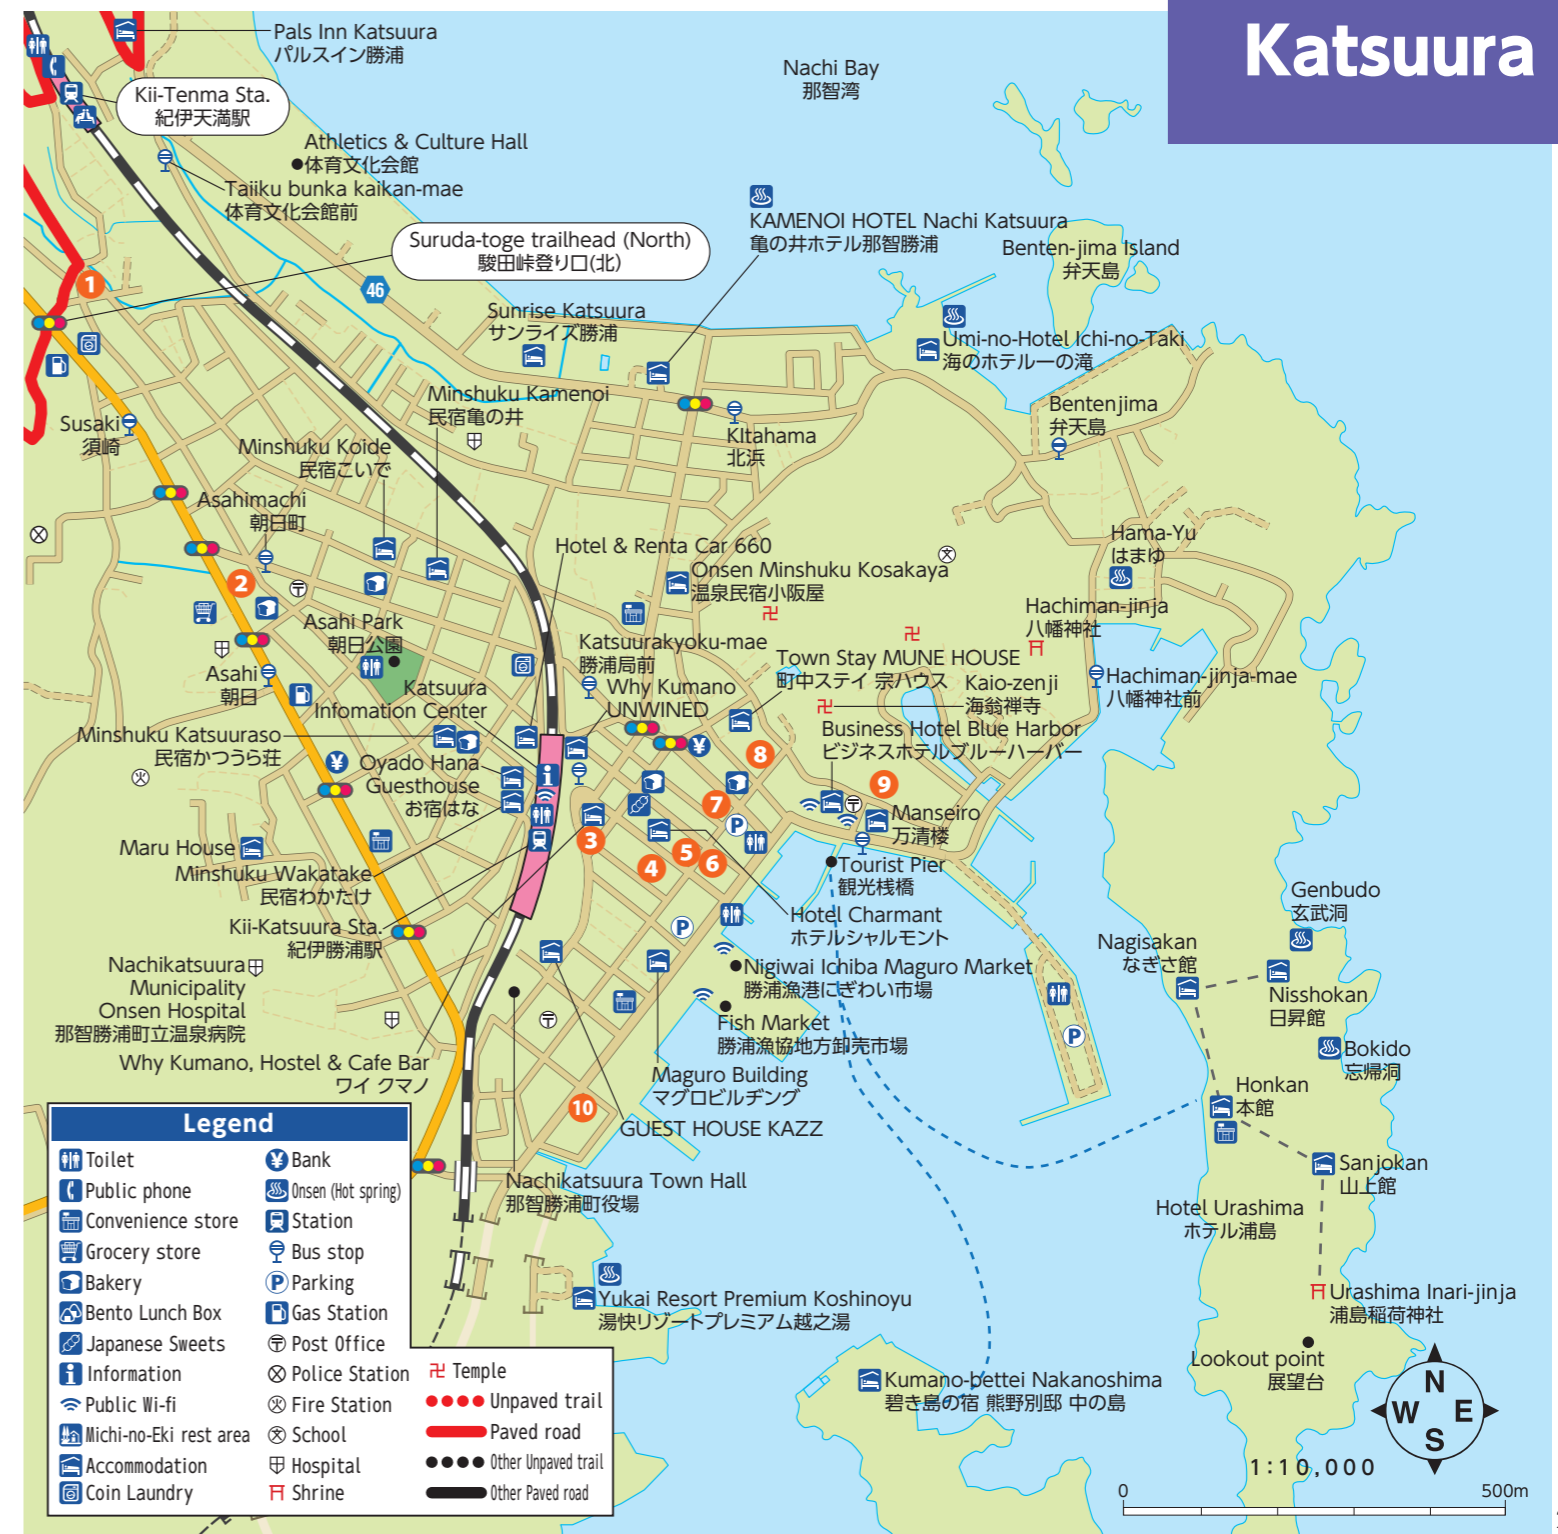 Katsuura
Pals Inn Katsuura
パルスイン勝浦
Nachi Bay
那智湾
Kii-Tenma Sta.
紀伊天満駅
Athletics & Culture Hall
体育文化会館
Taiiku bunka kaikan-mae
体育文化会館前
KAMENOI HOTEL Nachi Katsuura
亀の井ホテル那智勝浦
Suruda-toge trailhead (North)
駿田峠登り口(北)
Benten-jima Island
弁天島
1
46
Sunrise Katsuura
サンライズ勝浦
Umi-no-Hotel Ichi-no-Taki
海のホテル一の滝
Minshuku Kamenoi
民宿亀の井
Bentenjima
弁天島
Susaki
須崎
KItahama
北浜
Minshuku Koide
民宿こいで
Asahimachi
朝日町
Hama-Yu
はまゆ
Hotel & Renta Car 660
Onsen Minshuku Kosakaya
温泉民宿小阪屋
2
Hachiman-jinja
八幡神社
Asahi Park
朝日公園
Katsuurakyoku-mae
勝浦局前
Town Stay MUNE HOUSE
町中ステイ 宗ハウス
Asahi
朝日
Katsuura
Infomation Center
Why Kumano
UNWINED
Kaio-zenji
海翁禅寺
Hachiman-jinja-mae
八幡神社前
Minshuku Katsuuraso
民宿かつうら荘
Business Hotel Blue Harbor
ビジネスホテルブルーハーバー
¥
¥
8
Oyado Hana
Guesthouse
お宿はな
9
7
P
Manseiro
万清楼
Maru House
3
5
6
4
Minshuku Wakatake
民宿わかたけ
Tourist Pier
観光桟橋
Genbudo
玄武洞
Kii-Katsuura Sta.
紀伊勝浦駅
P
Hotel Charmant
ホテルシャルモント
Nagisakan
なぎさ館
Nachikatsuura
Municipality
Onsen Hospital
那智勝浦町立温泉病院
Nigiwai Ichiba Maguro Market
勝浦漁港にぎわい市場
Nisshokan
日昇館
Fish Market
勝浦漁協地方卸売市場
P
Bokido
忘帰洞
Why Kumano, Hostel & Cafe Bar
ワイ クマノ
Maguro Building
マグロビルヂング
Honkan
本館
10
GUEST HOUSE KAZZ
Nachikatsuura Town Hall
那智勝浦町役場
Sanjokan
山上館
Hotel Urashima
ホテル浦島
Yukai Resort Premium Koshinoyu
湯快リゾートプレミアム越之湯
Urashima Inari-jinja
浦島稲荷神社
Lookout point
展望台
Kumano-bettei Nakanoshima
碧き島の宿 熊野別邸 中の島
N
W E
S
1:10,000
0 500m
Legend
Toilet
Public phone
Convenience store
Grocery store
Bakery
Bento Lunch Box
Japanese Sweets
Information
Public Wi-fi
Michi-no-Eki rest area
Accommodation
Coin Laundry
¥ Bank
Onsen (Hot spring)
Station
Bus stop
P Parking
Gas Station
Post Office
Police Station
Fire Station
School
Hospital
Shrine
Temple
Unpaved trail
Paved road
Other Unpaved trail
Other Paved road